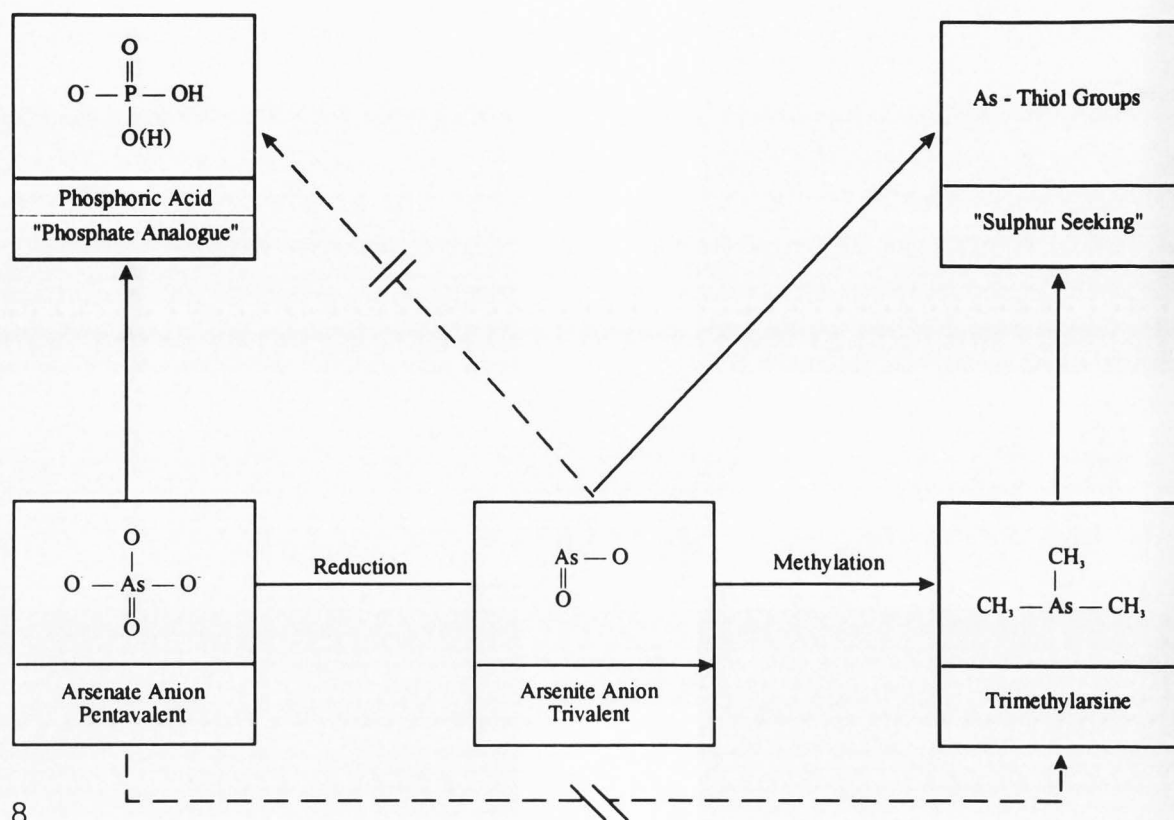 O
||
O⁻ — P — OH
|
O(H)
Phosphoric Acid
"Phosphate Analogue"
As - Thiol Groups
"Sulphur Seeking"
O
|
O — As — O⁻
||
O
Arsenate Anion
Pentavalent
Reduction
As — O
||
O
Arsenite Anion
Trivalent
Methylation
CH₃
|
CH₃ — As — CH₃
Trimethylarsine
8